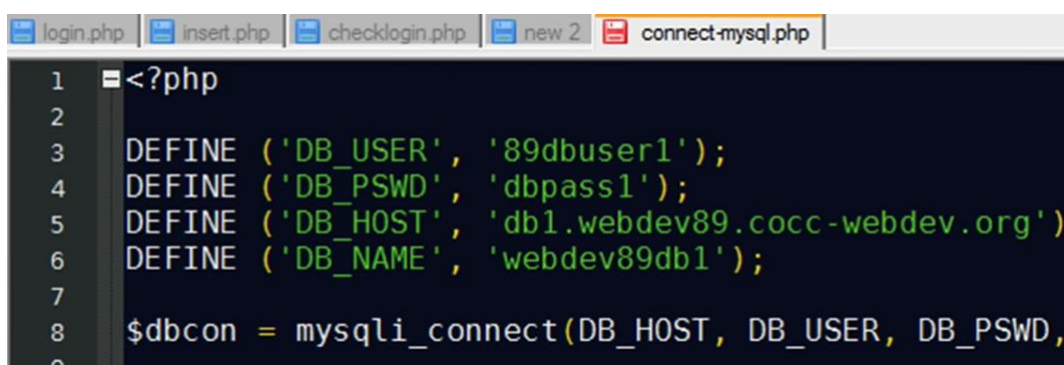 login.php insert.php checklogin.php new 2 connect-mysql.php
1 <?php
2
3 DEFINE ('DB_USER', '89dbuser1');
4 DEFINE ('DB_PSWD', 'dbpass1');
5 DEFINE ('DB_HOST', 'db1.webdev89.cocc-webdev.org')
6 DEFINE ('DB_NAME', 'webdev89db1');
7
8 $dbcon = mysqli_connect(DB_HOST, DB_USER, DB_PSWD,